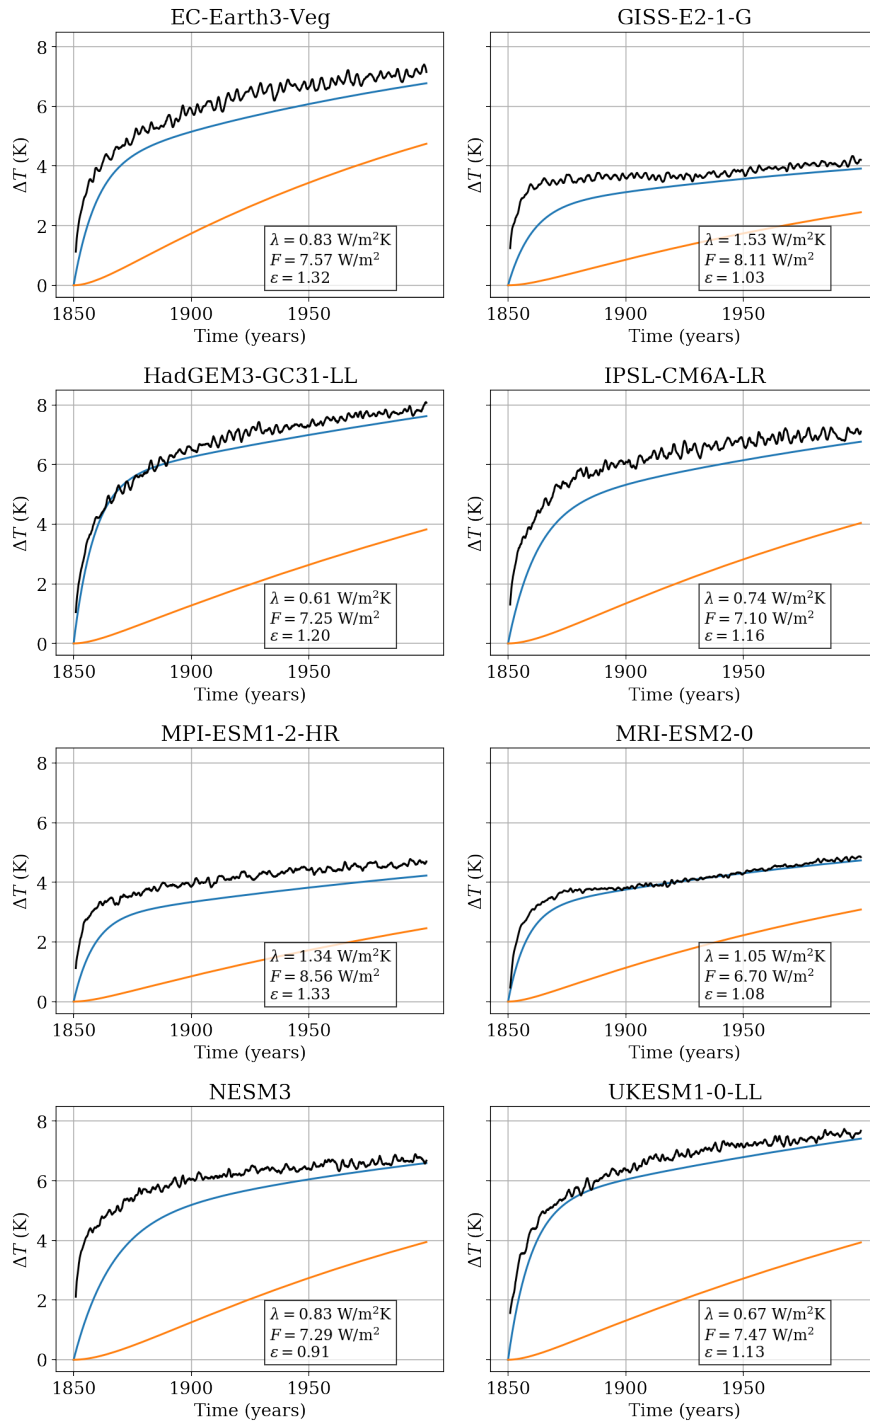 EC-Earth3-Veg
8
6
4
2
0
ΔT (K)
λ = 0.83 W/m²K
F = 7.57 W/m²
ε = 1.32
1850 1900 1950
Time (years)
GISS-E2-1-G
ΔT (K)
λ = 1.53 W/m²K
F = 8.11 W/m²
ε = 1.03
1850 1900 1950
Time (years)
HadGEM3-GC31-LL
8
6
4
2
0
ΔT (K)
λ = 0.61 W/m²K
F = 7.25 W/m²
ε = 1.20
1850 1900 1950
Time (years)
IPSL-CM6A-LR
ΔT (K)
λ = 0.74 W/m²K
F = 7.10 W/m²
ε = 1.16
1850 1900 1950
Time (years)
MPI-ESM1-2-HR
8
6
4
2
0
ΔT (K)
λ = 1.34 W/m²K
F = 8.56 W/m²
ε = 1.33
1850 1900 1950
Time (years)
MRI-ESM2-0
ΔT (K)
λ = 1.05 W/m²K
F = 6.70 W/m²
ε = 1.08
1850 1900 1950
Time (years)
NESM3
8
6
4
2
0
ΔT (K)
λ = 0.83 W/m²K
F = 7.29 W/m²
ε = 0.91
1850 1900 1950
Time (years)
UKESM1-0-LL
ΔT (K)
λ = 0.67 W/m²K
F = 7.47 W/m²
ε = 1.13
1850 1900 1950
Time (years)